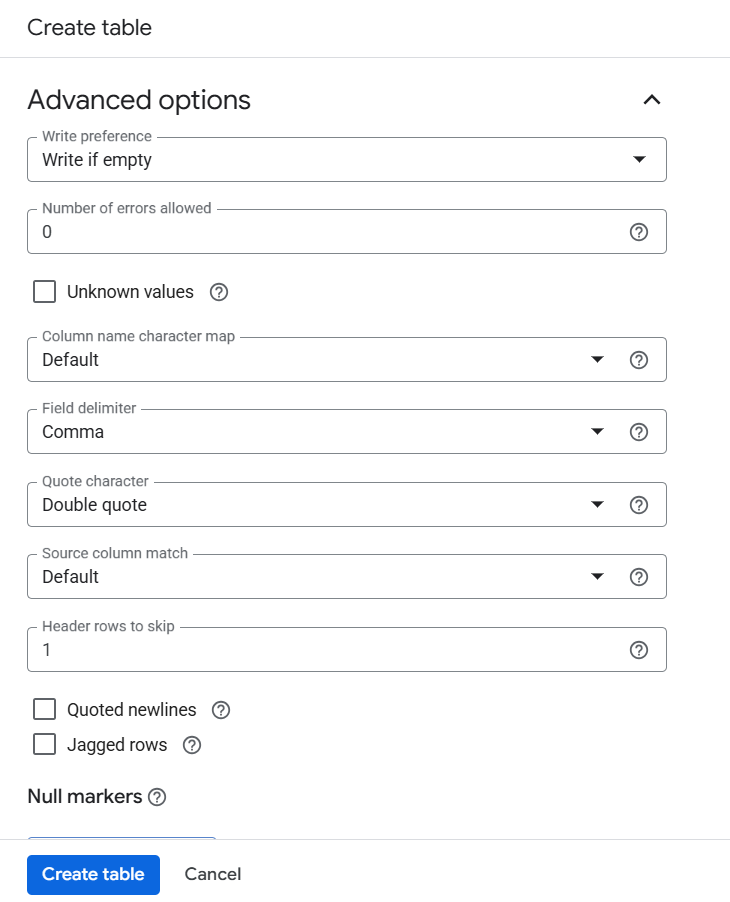 Create table
Advanced options
Write preference
Write if empty
Number of errors allowed
0
Unknown values
Column name character map
Default
Field delimiter
Comma
Quote character
Double quote
Source column match
Default
Header rows to skip
1
Quoted newlines
Jagged rows
Null markers
Create table
Cancel